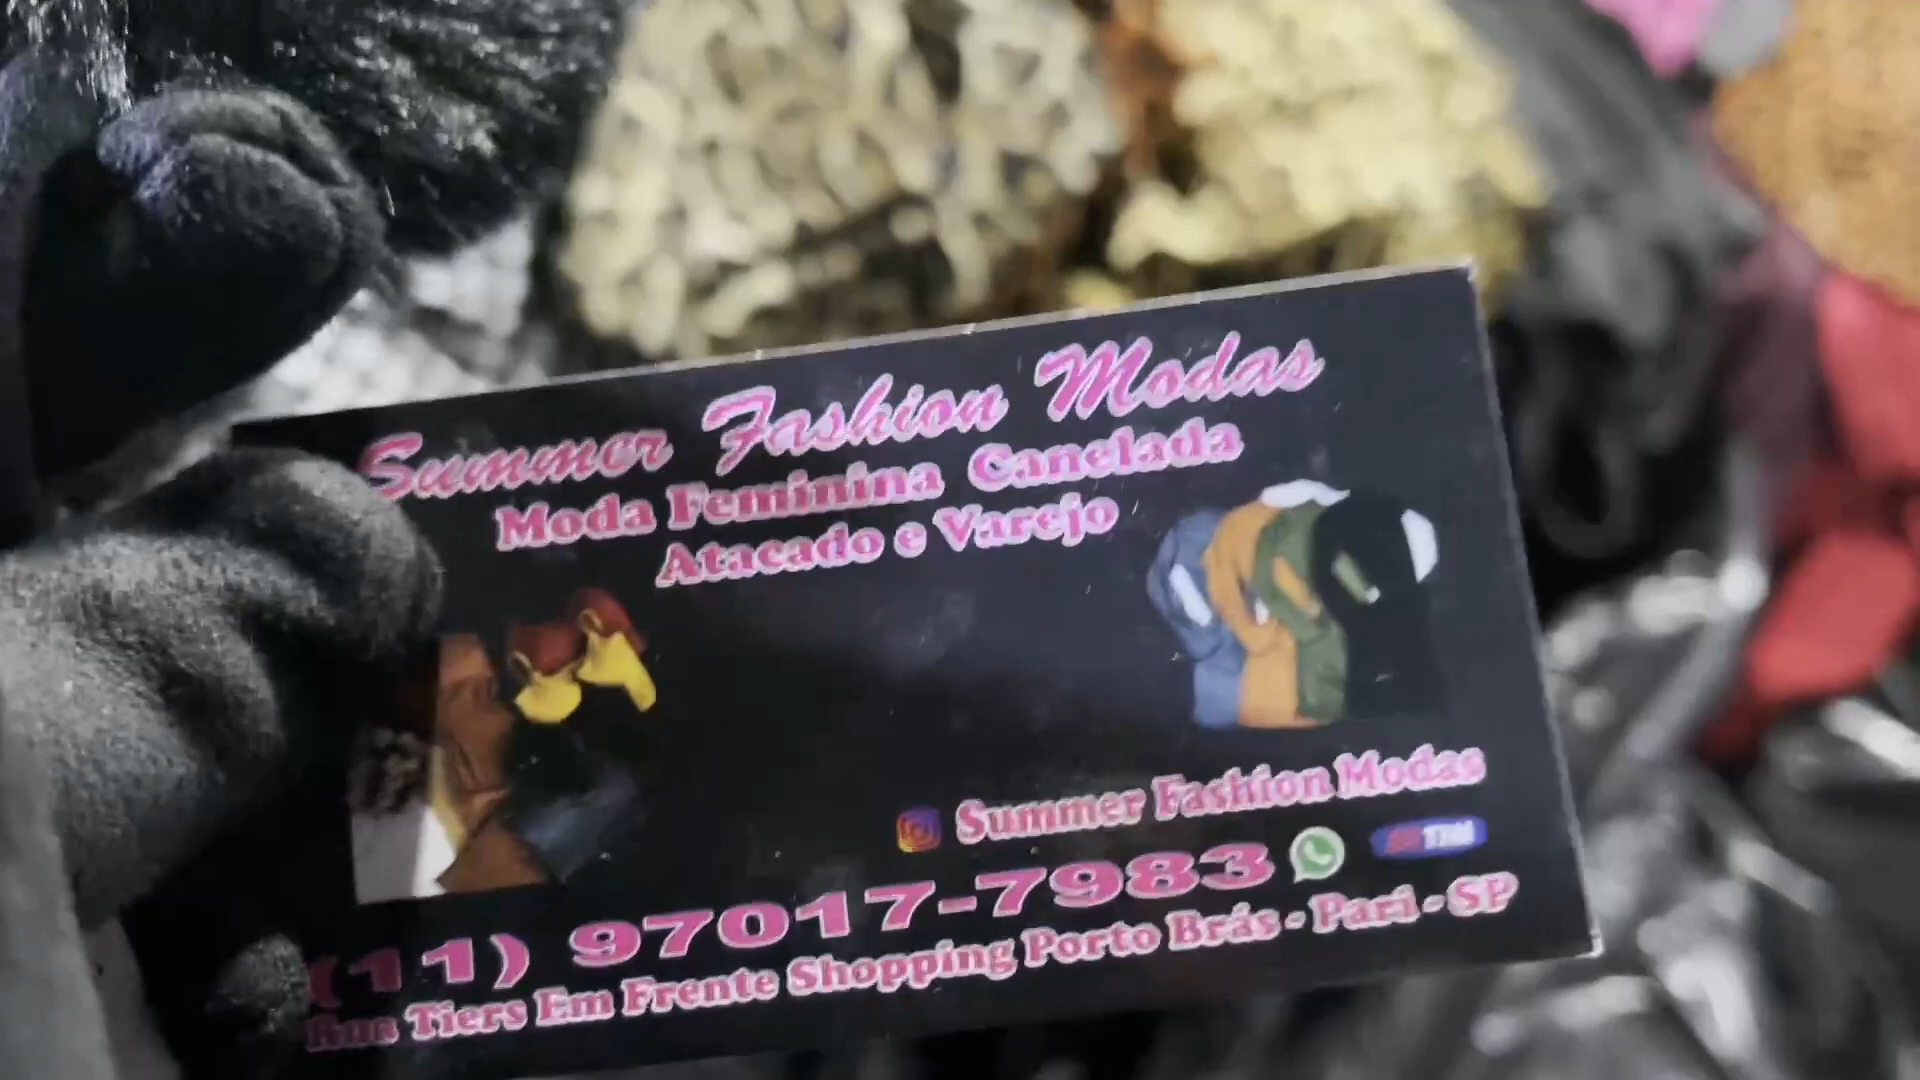 Summer Fashion Modas
Moda Feminina Canelada
Atacado e Varejo
Summer Fashion Modas
(11) 97017-7983
TIM
Rua Tiers Em Frente Shopping Porto Brás - Pari - SP